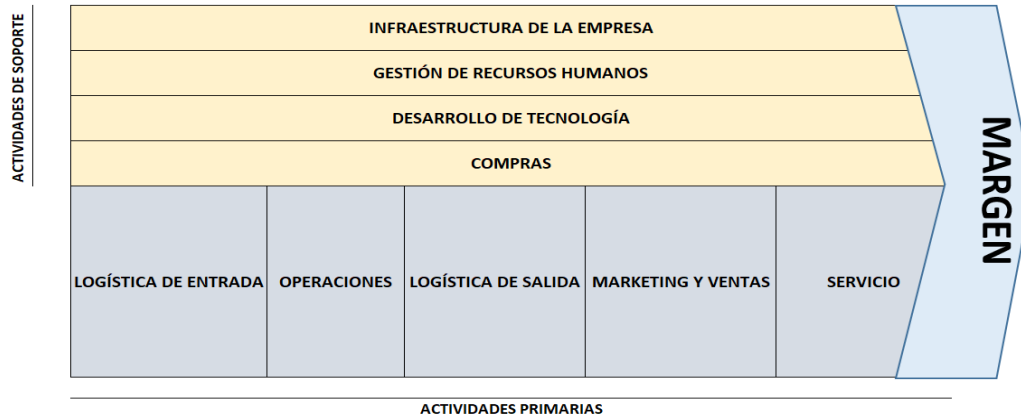 ACTIVIDADES DE SOPORTE
INFRAESTRUCTURA DE LA EMPRESA
GESTIÓN DE RECURSOS HUMANOS
DESARROLLO DE TECNOLOGÍA
COMPRAS
LOGÍSTICA DE ENTRADA
OPERACIONES
LOGÍSTICA DE SALIDA
MARKETING Y VENTAS
SERVICIO
MARGEN
ACTIVIDADES PRIMARIAS